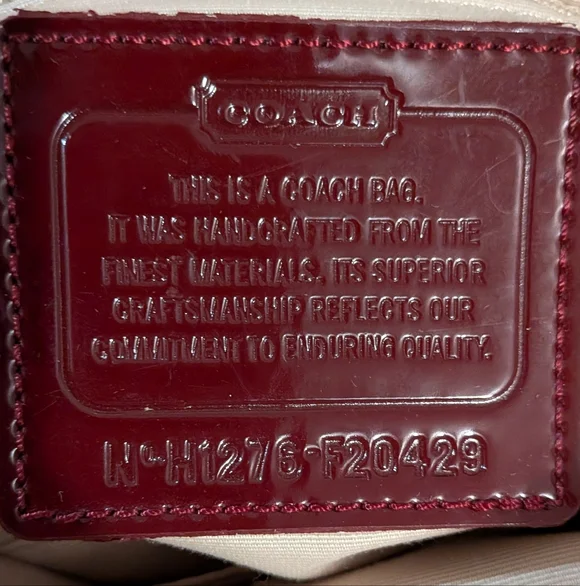 COACH
THIS IS A COACH BAG.
IT WAS HANDCRAFTED FROM THE
FINEST MATERIALS. ITS SUPERIOR
CRAFTSMANSHIP REFLECTS OUR
COMMITMENT TO ENDURING QUALITY.
Nº H1276-F20429